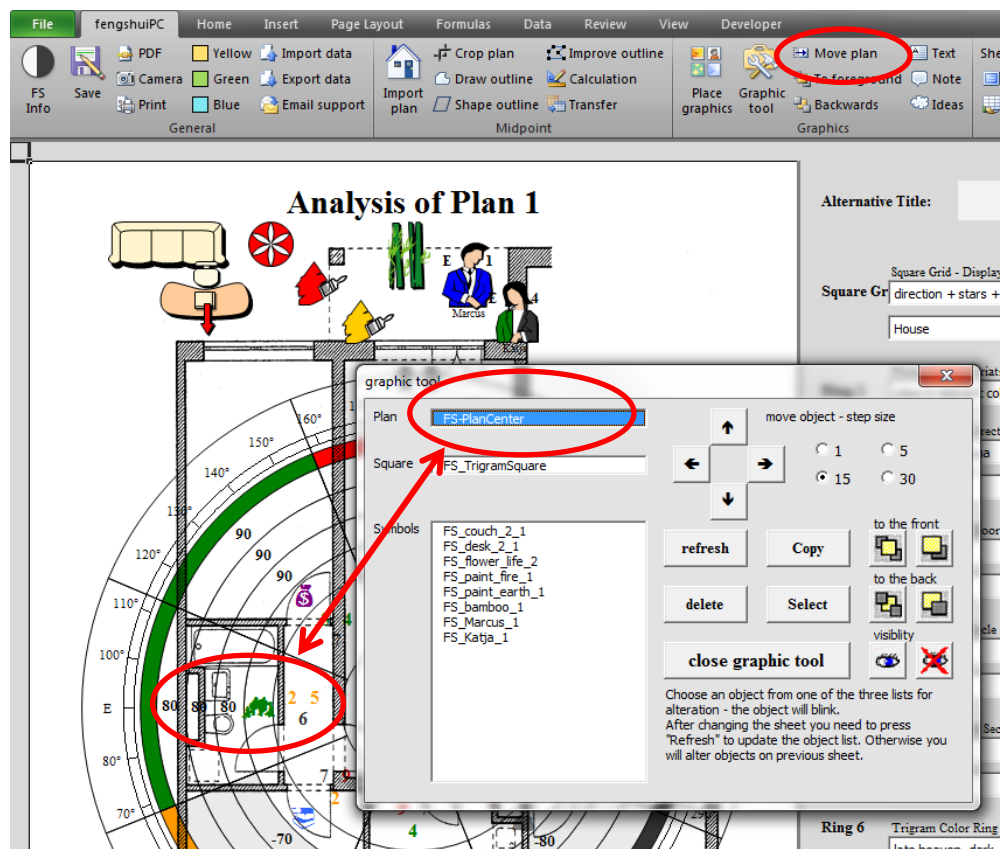 File fengshuiPC Home Insert Page Layout Formulas Data Review View Developer
PDF Yellow Import data Crop plan Improve outline Move plan Text She
Camera Green Export data Draw outline Calculation To foreground Note
FS Info Save Print Blue Email support Import plan Shape outline Transfer Place graphics Graphic tool Backwards Ideas
General Midpoint Graphics
Analysis of Plan 1
Alternative Title:
E 1
Marcus
E 4
Square Grid - Display
Square Gr direction + stars +
House
graphic tool
Plan FS-PlanCenter
move object - step size
1 5
15 30
Square FS_TrigramSquare
Symbols
FS_couch_2_1
FS_desk_2_1
FS_flower_life_2
FS_paint_fire_1
FS_paint_earth_1
FS_bamboo_1
FS_Marcus_1
FS_Katja_1
to the front
refresh Copy
to the back
delete Select
visiblity
close graphic tool
Choose an object from one of the three lists for
alteration - the object will blink.
After changing the sheet you need to press
"Refresh" to update the object list. Otherwise you
will alter objects on previous sheet.
160°
150°
140°
120°
110°
100°
E
80°
70°
90
90
90
$
80 80 80
2 5
6
7
2
4
-70
-80
Ring 6 Trigram Color Ring